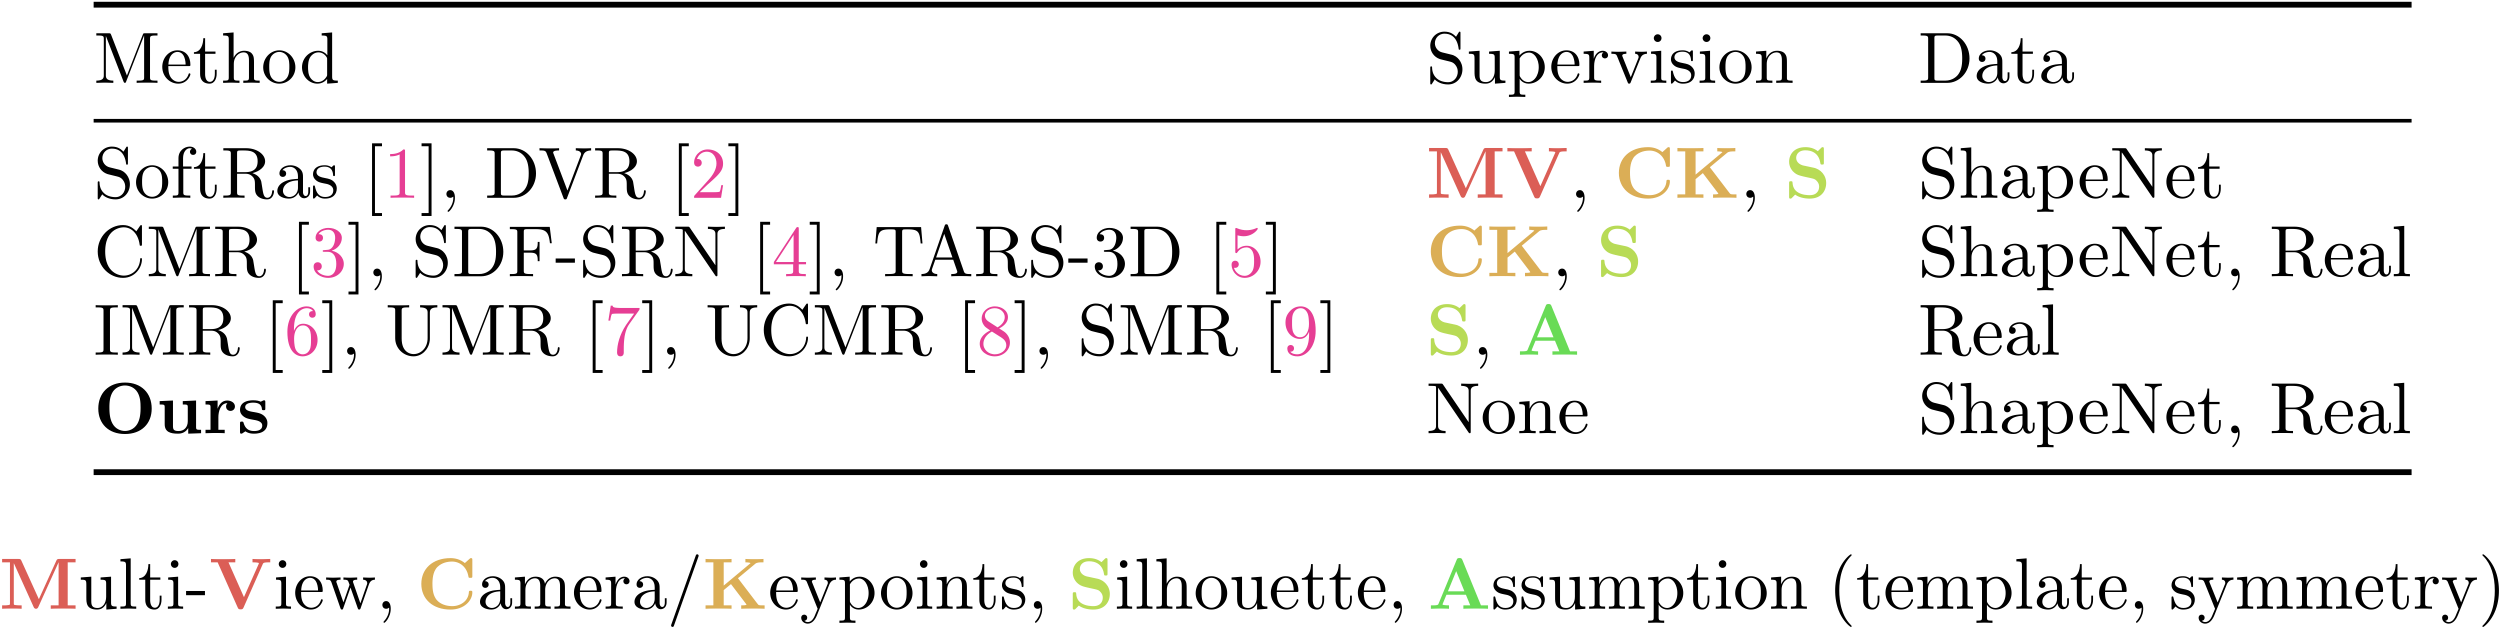 Method Supervision Data
SoftRas [1], DVR [2] MV, CK, S ShapeNet
CMR [3], SDF-SRN [4], TARS-3D [5] CK, S ShapeNet, Real
IMR [6], UMR [7], UCMR [8], SMR [9] S, A Real
Ours None ShapeNet, Real
Multi-View, Camera/Keypoints, Silhouette, Assumption (template, symmetry)